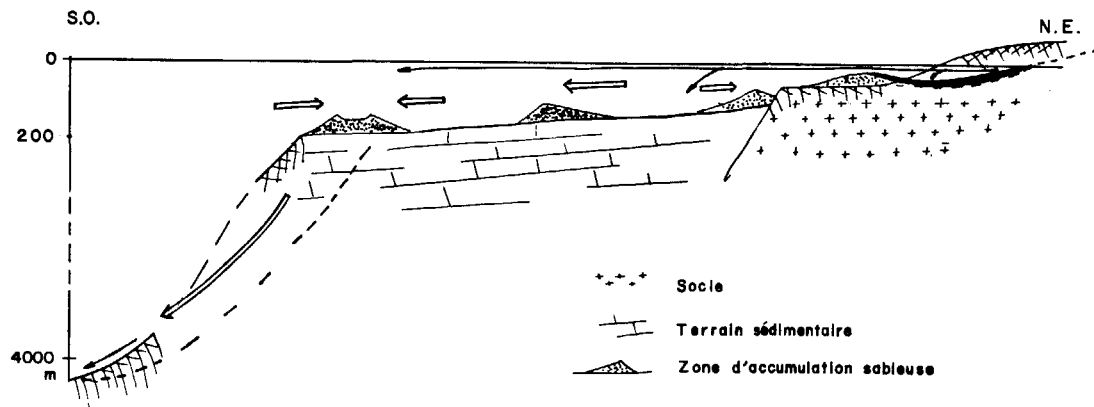 S.O.
N.E.
0
200
4000
m
Socle
Terrain sédimentaire
Zone d'accumulation sableuse